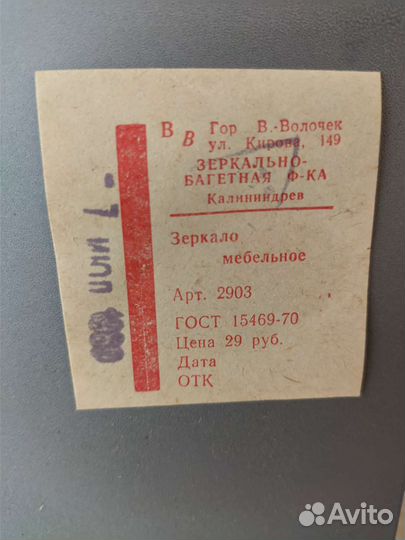 В В Гор В.-Волочек
ул. Кирова, 149
ЗЕРКАЛЬНО-
БАГЕТНАЯ Ф-КА
Калининдрев
Зеркало
мебельное
Арт. 2903
ГОСТ 15469-70
Цена 29 руб.
Дата
ОТК
Avito